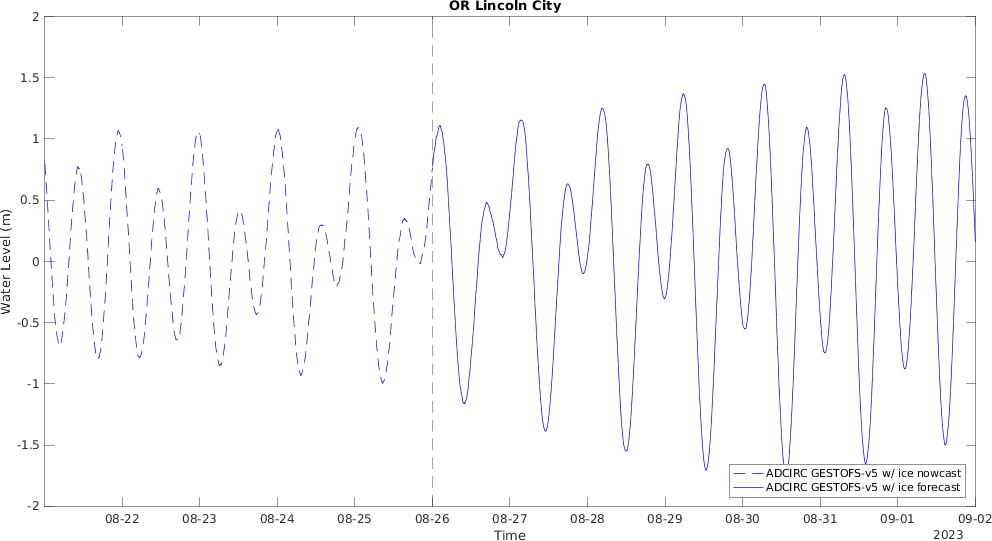 OR Lincoln City
Water Level (m)
2
1.5
1
0.5
0
-0.5
-1
-1.5
-2
ADCIRC GESTOFS-v5 w/ ice nowcast
ADCIRC GESTOFS-v5 w/ ice forecast
08-22 08-23 08-24 08-25 08-26 08-27 08-28 08-29 08-30 08-31 09-01 09-02
Time
2023